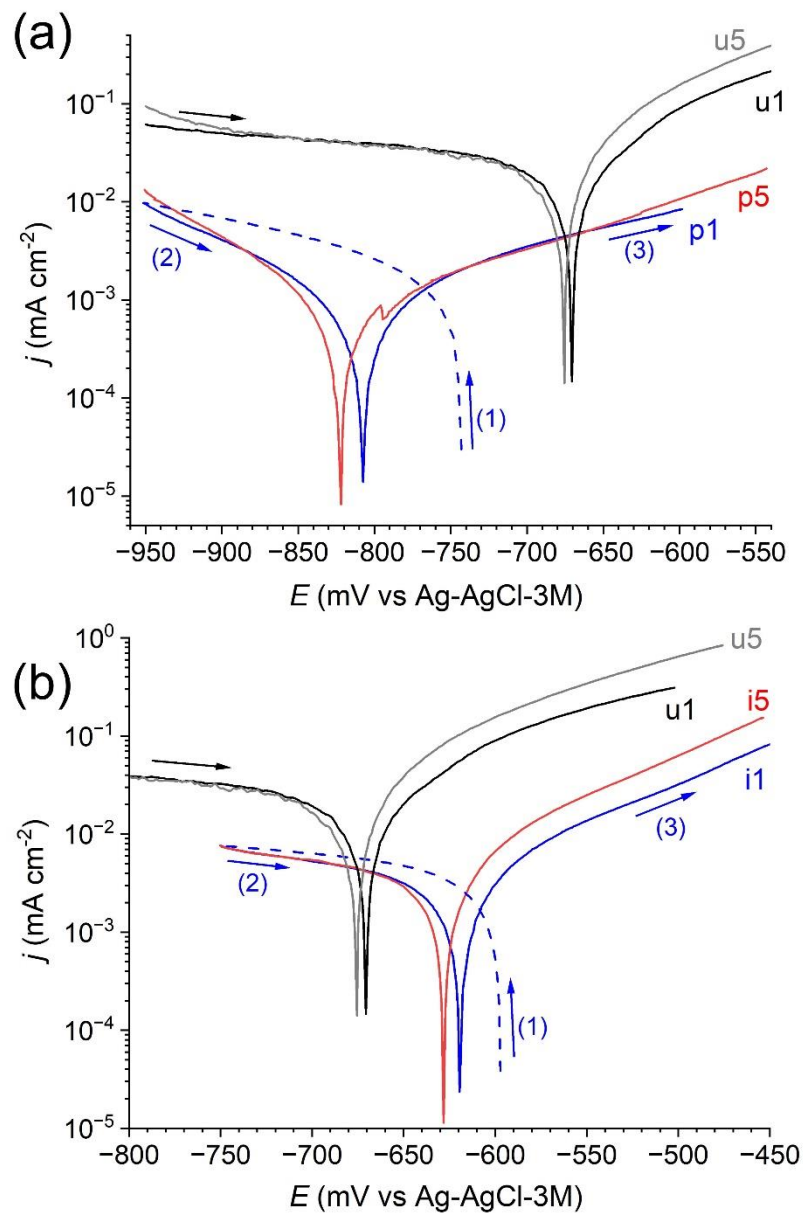 (a)
u5
u1
p5
p1
(2)
(3)
(1)
j (mA cm⁻²)
10⁻¹
10⁻²
10⁻³
10⁻⁴
10⁻⁵
−950 −900 −850 −800 −750 −700 −650 −600 −550
E (mV vs Ag-AgCl-3M)
(b)
u5
u1
i5
i1
(2)
(3)
(1)
j (mA cm⁻²)
10⁰
10⁻¹
10⁻²
10⁻³
10⁻⁴
10⁻⁵
−800 −750 −700 −650 −600 −550 −500 −450
E (mV vs Ag-AgCl-3M)